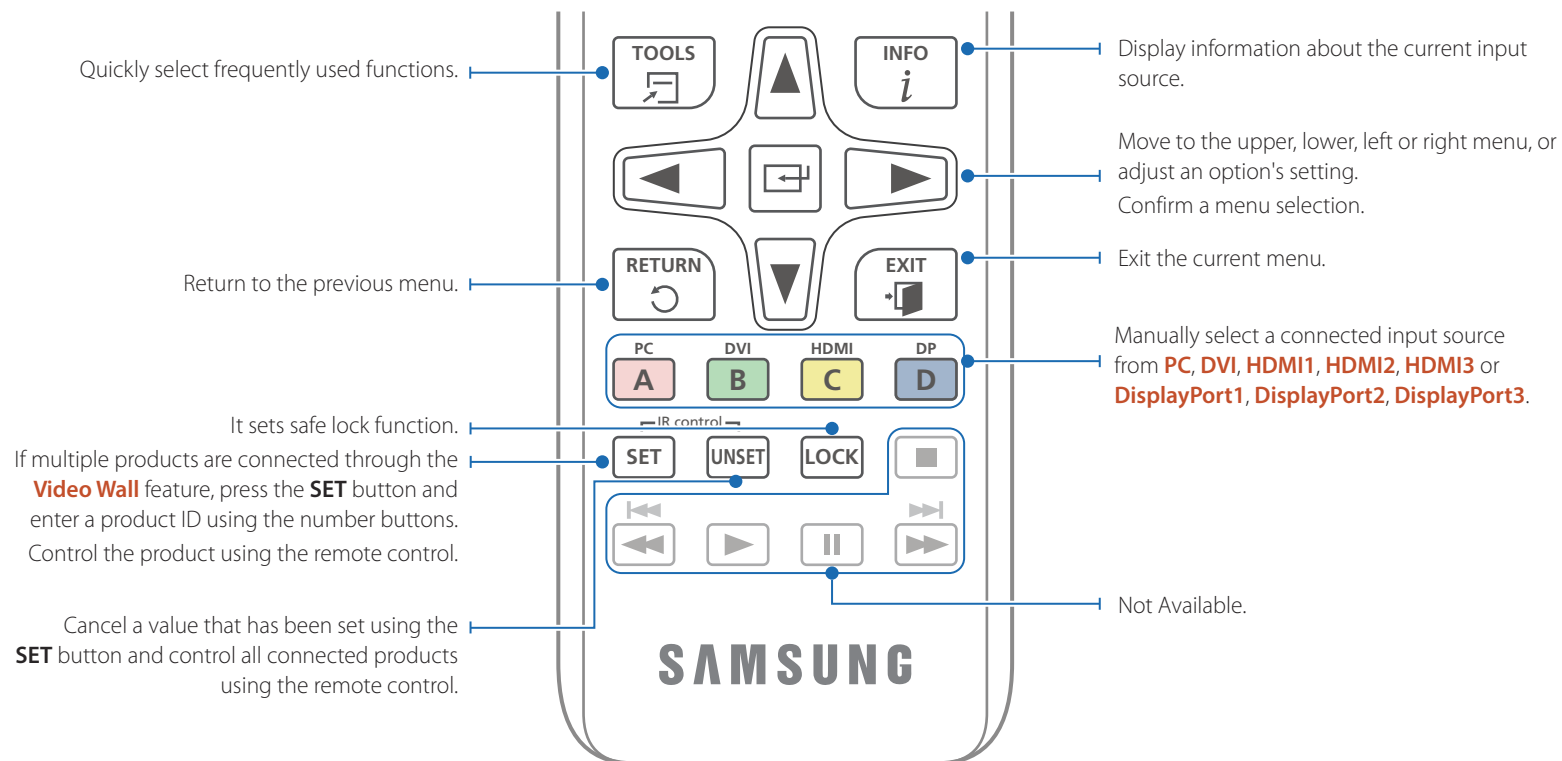 TOOLS
INFO
i
Quickly select frequently used functions.
Display information about the current input
source.
Move to the upper, lower, left or right menu, or
adjust an option's setting.
Confirm a menu selection.
RETURN
EXIT
Return to the previous menu.
Exit the current menu.
PC
DVI
HDMI
DP
A
B
C
D
Manually select a connected input source
from PC, DVI, HDMI1, HDMI2, HDMI3 or
DisplayPort1, DisplayPort2, DisplayPort3.
It sets safe lock function.
IR control
SET
UNSET
LOCK
If multiple products are connected through the
Video Wall feature, press the SET button and
enter a product ID using the number buttons.
Control the product using the remote control.
Not Available.
Cancel a value that has been set using the
SET button and control all connected products
using the remote control.
SAMSUNG